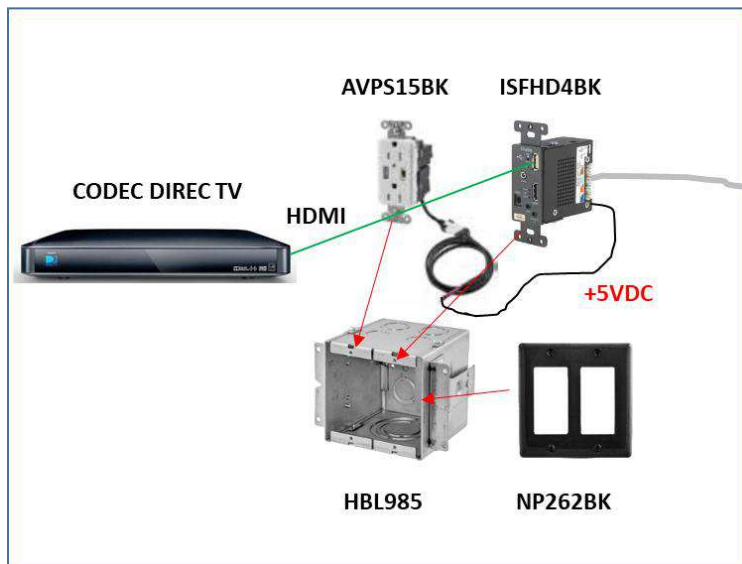 AVPS15BK
ISFHD4BK
CODEC DIREC TV
HDMI
+5VDC
HBL985
NP262BK